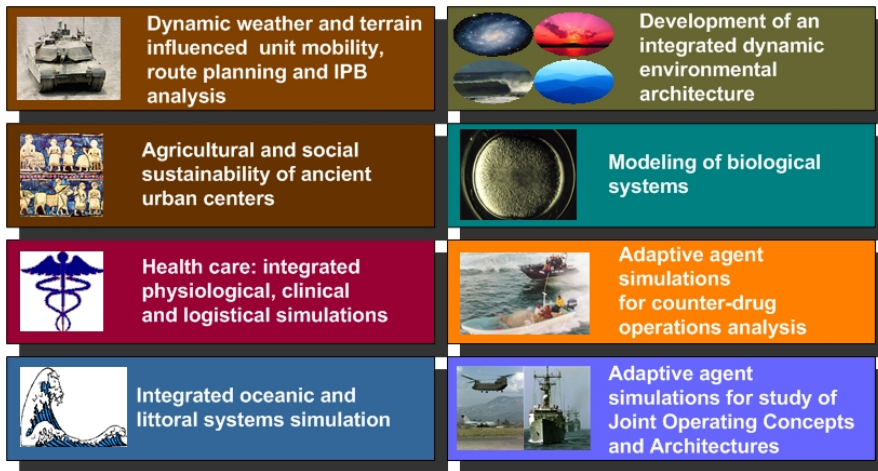 Dynamic weather and terrain
influenced unit mobility,
route planning and IPB
analysis
Development of an
integrated dynamic
environmental
architecture
Agricultural and social
sustainability of ancient
urban centers
Modeling of biological
systems
Health care: integrated
physiological, clinical
and logistical simulations
Adaptive agent
simulations
for counter-drug
operations analysis
Integrated oceanic and
littoral systems simulation
Adaptive agent
simulations for study of
Joint Operating Concepts
and Architectures